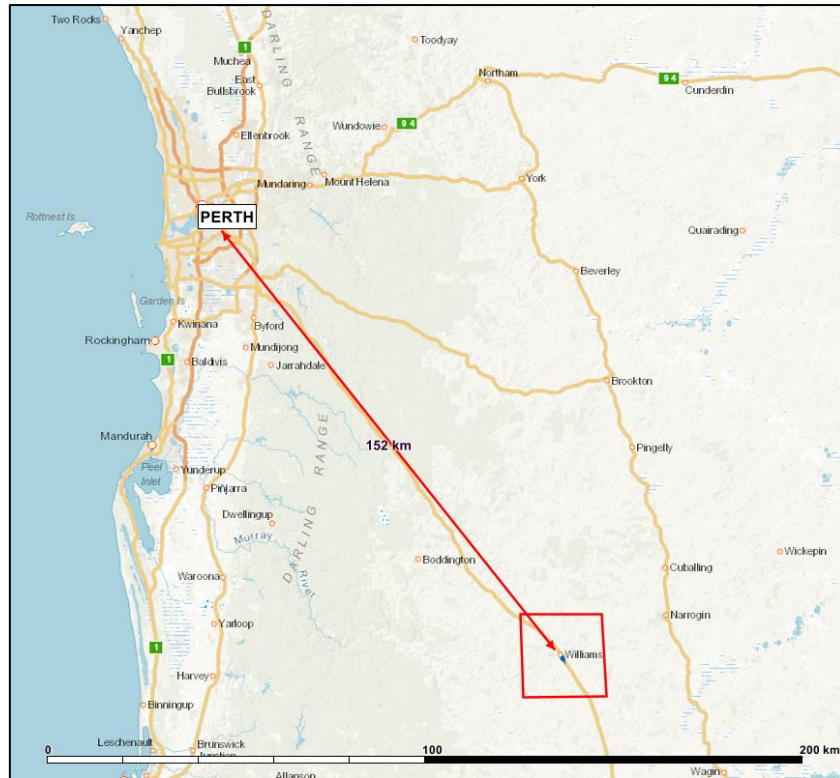 Two Rocks
Yanchep
DARLING RANGE
1
Toodyay
Muchea
East
Bullsbrook
Northam
94
Cunderdin
Wundowie
94
Ellenbrook
Mundaring
Mount Helena
York
PERTH
Rottnest Is
Quairading
Beverley
Garden Is
Kwinana
Byford
Rockingham
Mundijong
1
Baldivis
Jarrahdale
Brookton
Mandurah
152 km
Pingelly
Peel
Inlet
Yunderup
Pinjarra
DARLING RANGE
Dwellingup
Murray
River
Boddington
Wickepin
Cuballing
Waroona
Narrogin
Yarloop
1
Williams
Harvey
Binningup
Leschenault
Brunswick
Junction
0
100
200 km
Allanson
Wagin